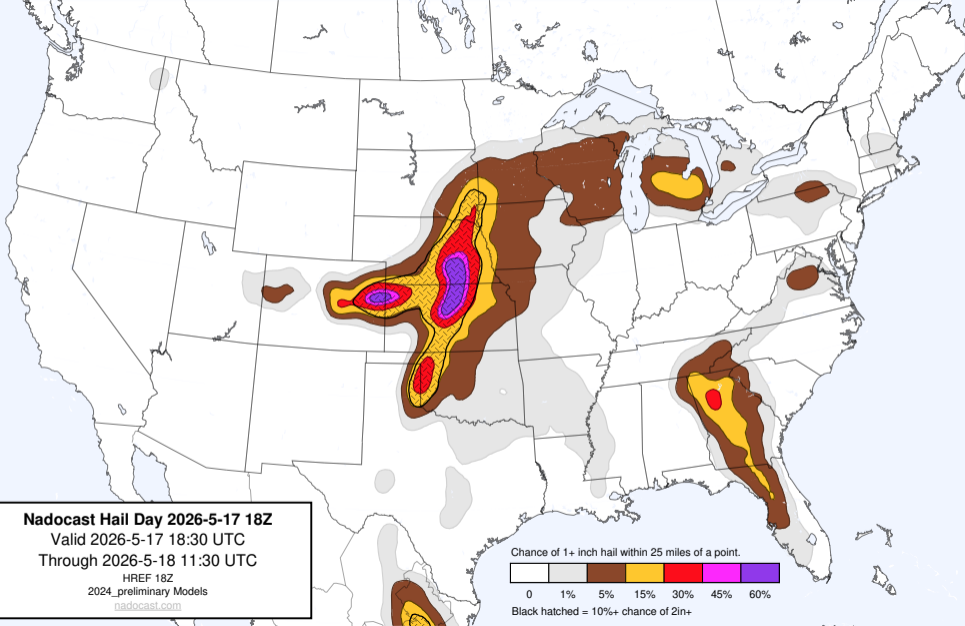 Nadocast Hail Day 2026-5-17 18Z
Valid 2026-5-17 18:30 UTC
Through 2026-5-18 11:30 UTC
HREF 18Z
2024_preliminary Models
nadocast.com
Chance of 1+ inch hail within 25 miles of a point.
0 1% 5% 15% 30% 45% 60%
Black hatched = 10%+ chance of 2in+